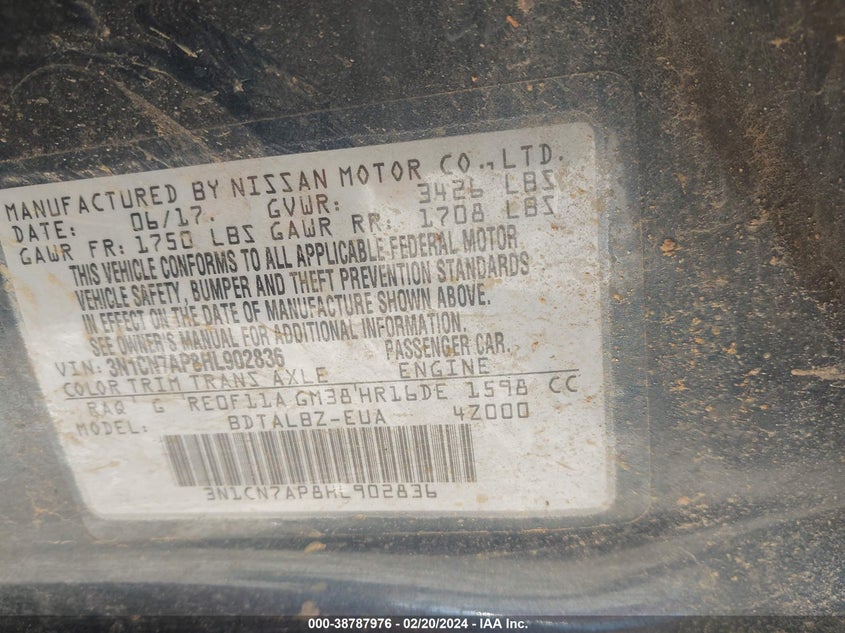 MANUFACTURED BY NISSAN MOTOR CO., LTD.
DATE: 06/17. GVWR: 3426 LBS
GAWR FR: 1750 LBS GAWR RR: 1708 LBS
THIS VEHICLE CONFORMS TO ALL APPLICABLE FEDERAL MOTOR
VEHICLE SAFETY, BUMPER AND THEFT PREVENTION STANDARDS
IN EFFECT ON THE DATE OF MANUFACTURE SHOWN ABOVE.
SEE OWNER'S MANUAL FOR ADDITIONAL INFORMATION.
VIN: 3N1CN7AP8HL902836 PASSENGER CAR.
COLOR TRIM TRANS AXLE ENGINE
RAQ G RE0F11A GM38 HR16DE 1598 CC
MODEL: BDTALBZ-EUA 4Z000
3N1CN7AP8HL902836
000-38787976 - 02/20/2024 - IAA Inc.